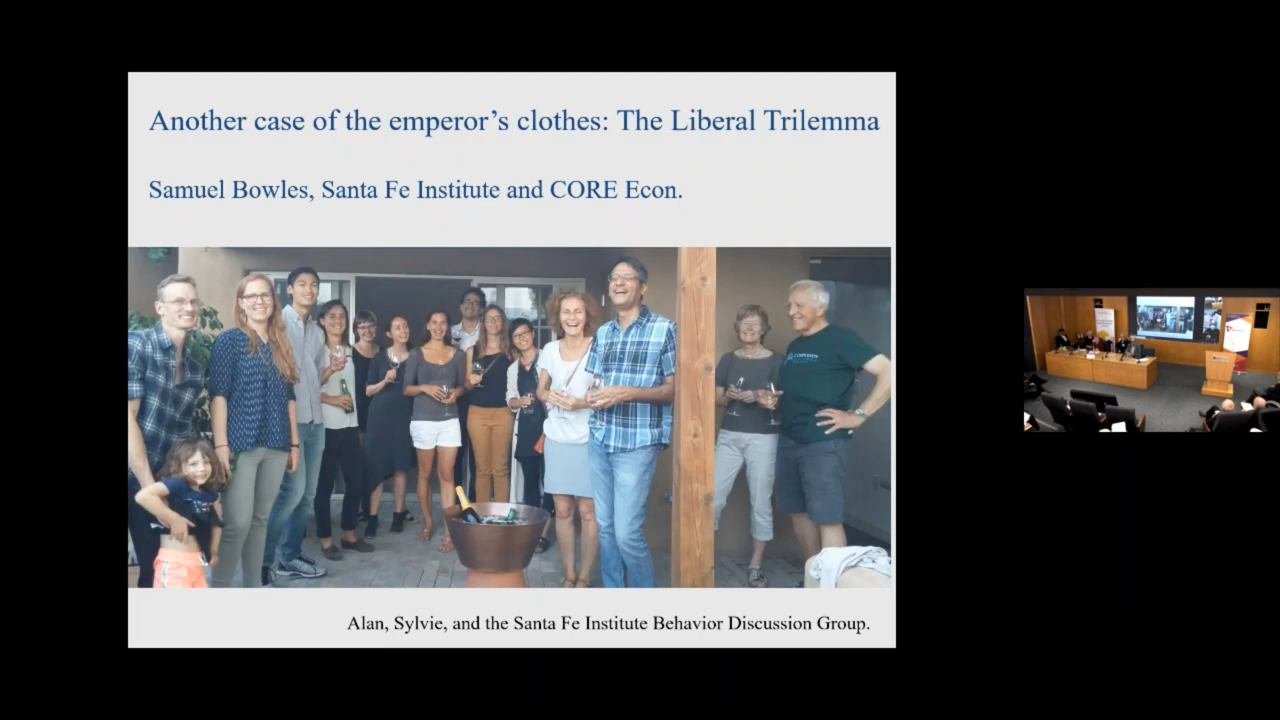 Another case of the emperor’s clothes: The Liberal Trilemma
Samuel Bowles, Santa Fe Institute and CORE Econ.
Alan, Sylvie, and the Santa Fe Institute Behavior Discussion Group.